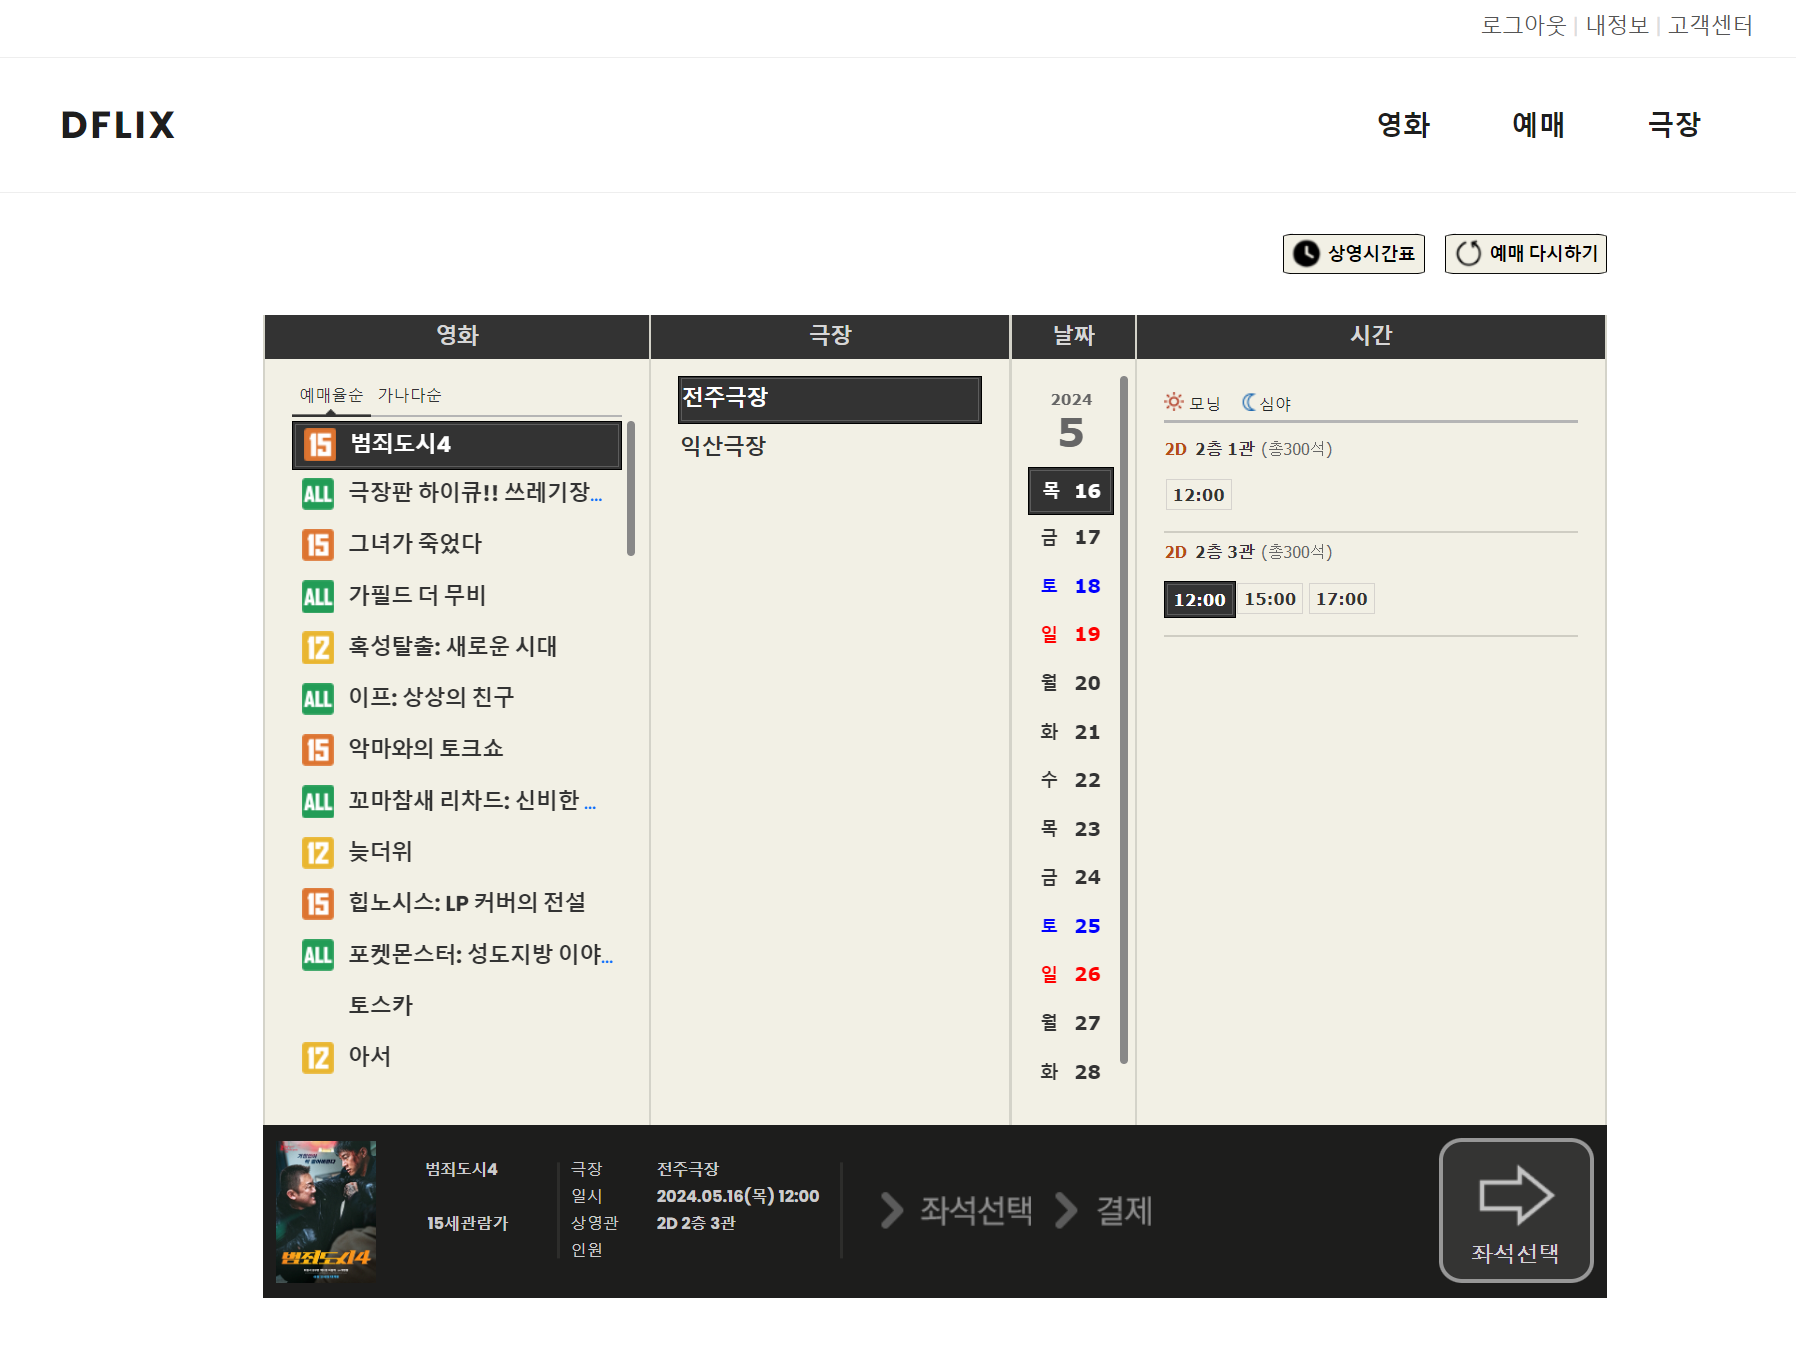 로그아웃 | 내정보 | 고객센터
DFLIX
영화 예매 극장
상영시간표 예매 다시하기
영화 극장 날짜 시간
예매율순 가나다순
15 범죄도시4
ALL 극장판 하이큐!! 쓰레기장...
15 그녀가 죽었다
ALL 가필드 더 무비
12 혹성탈출: 새로운 시대
ALL 이프: 상상의 친구
15 악마와의 토크쇼
ALL 꼬마참새 리차드: 신비한 ...
12 늦더위
15 힙노시스: LP 커버의 전설
ALL 포켓몬스터: 성도지방 이야...
토스카
12 아서
전주극장
익산극장
2024
5
목 16
금 17
토 18
일 19
월 20
화 21
수 22
목 23
금 24
토 25
일 26
월 27
화 28
모닝 심야
2D 2층 1관 (총300석)
12:00
2D 2층 3관 (총300석)
12:00 15:00 17:00
범죄도시4
범죄도시4
15세관람가
극장 전주극장
일시 2024.05.16(목) 12:00
상영관 2D 2층 3관
인원
좌석선택 결제
좌석선택